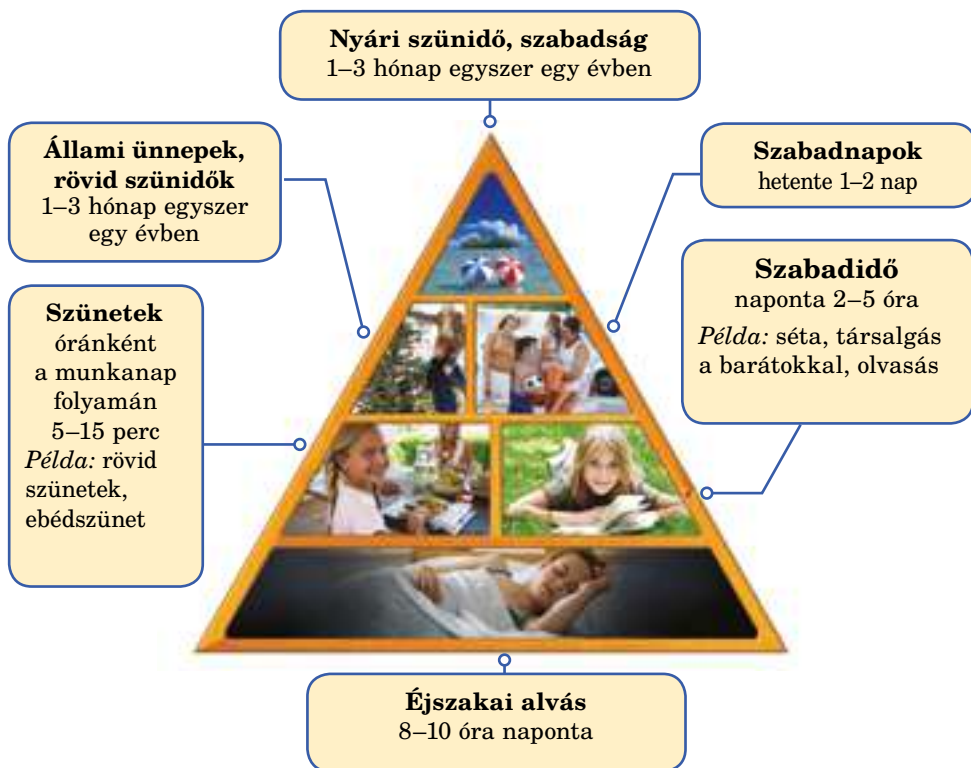 Nyári szünidő, szabadság
1–3 hónap egyszer egy évben
Állami ünnepek,
rövid szünidők
1–3 hónap egyszer
egy évben
Szabadnapok
hetente 1–2 nap
Szünetek
óránként
a munkanap
folyamán
5–15 perc
Példa: rövid
szünetek,
ebédszünet
Szabadidő
naponta 2–5 óra
Példa: séta, társalgás
a barátokkal, olvasás
Éjszakai alvás
8–10 óra naponta